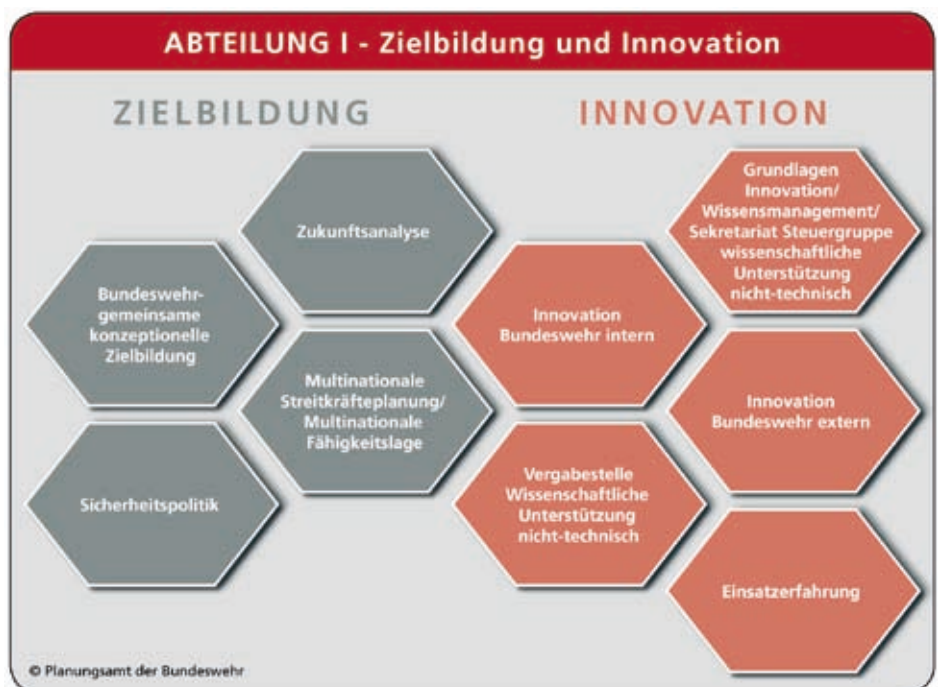 ABTEILUNG I - Zielbildung und Innovation
ZIELBILDUNG
Zukunftsanalyse
Bundeswehr-
gemeinsame
konzeptionelle
Zielbildung
Multinationale
Streitkräfteplanung/
Multinationale
Fähigkeitslage
Sicherheitspolitik
INNOVATION
Grundlagen
Innovation/
Wissensmanagement/
Sekretariat Steuergruppe
wissenschaftliche
Unterstützung
nicht-technisch
Innovation
Bundeswehr intern
Innovation
Bundeswehr extern
Vergabestelle
Wissenschaftliche
Unterstützung
nicht-technisch
Einsatzerfahrung
© Planungsamt der Bundeswehr